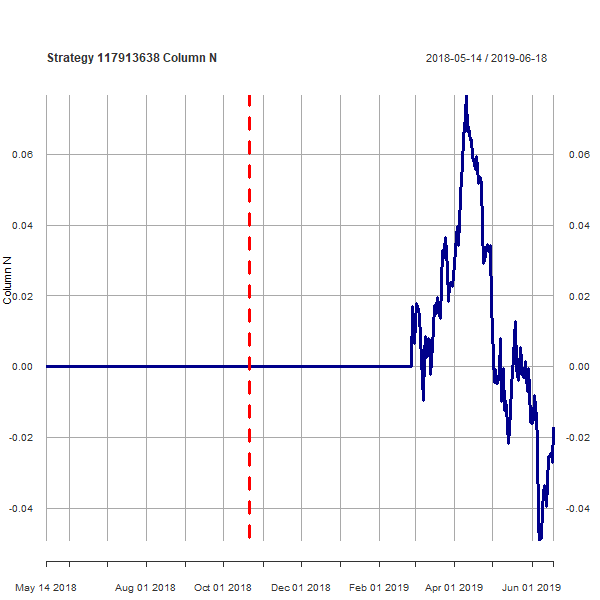 Strategy 117913638 Column N
2018-05-14 / 2019-06-18
0.06
0.06
0.04
0.04
0.02
0.02
0.00
0.00
-0.02
-0.02
-0.04
-0.04
Column N
May 14 2018
Aug 01 2018
Oct 01 2018
Dec 01 2018
Feb 01 2019
Apr 01 2019
Jun 01 2019